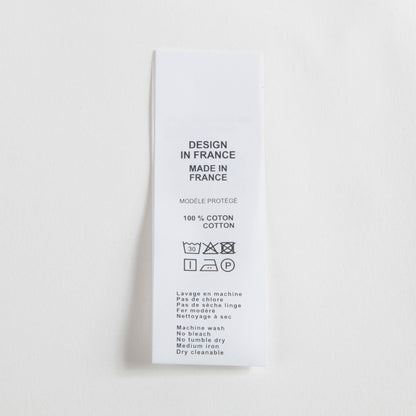 DESIGN
IN FRANCE
MADE IN
FRANCE
MODÈLE PROTÉGÉ
100 % COTON
COTTON
30
P
Lavage en machine
Pas de chlore
Pas de sèche linge
Fer modère
Nettoyage à sec
Machine wash
No bleach
No tumble dry
Medium iron
Dry cleanable